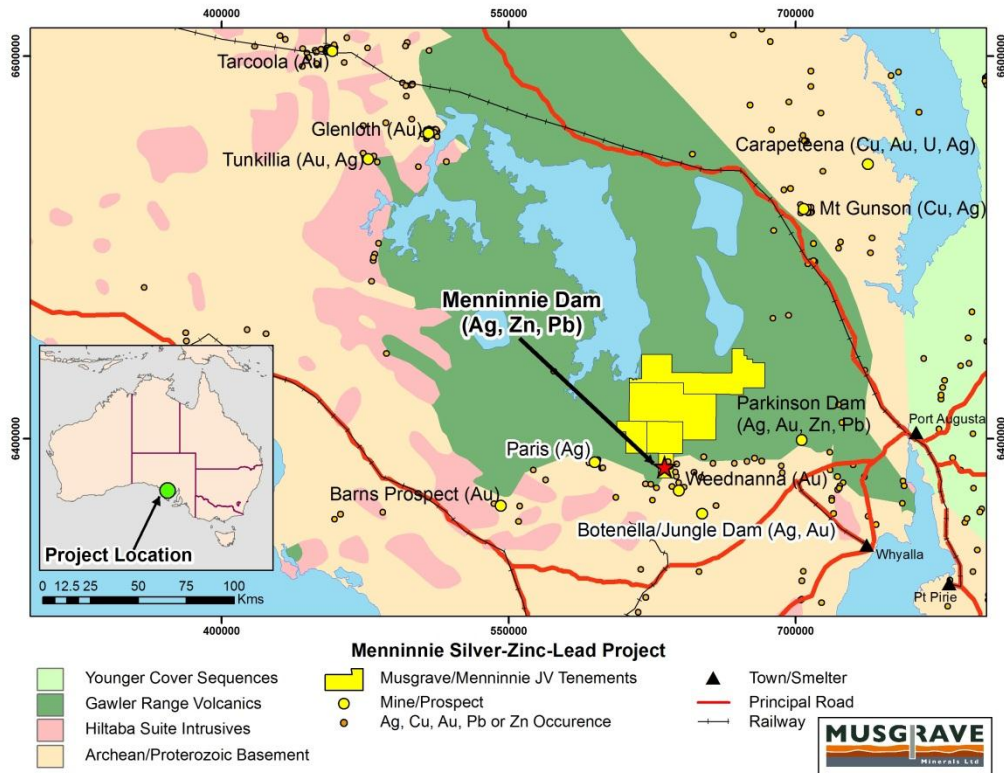 400000
550000
700000
6600000
6600000
Tarcoola (Au)
Glenloth (Au)
Tunkillia (Au, Ag)
Carapeteena (Cu, Au, U, Ag)
Mt Gunson (Cu, Ag)
Menninnie Dam
(Ag, Zn, Pb)
Parkinson Dam
(Ag, Au, Zn, Pb)
Port Augusta
6400000
6400000
Paris (Ag)
Weednanna (Au)
Barns Prospect (Au)
Botenella/Jungle Dam (Ag, Au)
Whyalla
Pt Pirie
Project Location
0 12.5 25 50 75 100
Kms
400000
550000
700000
Menninnie Silver-Zinc-Lead Project
Younger Cover Sequences
Gawler Range Volcanics
Hiltaba Suite Intrusives
Archean/Proterozoic Basement
Musgrave/Menninnie JV Tenements
Mine/Prospect
Ag, Cu, Au, Pb or Zn Occurence
Town/Smelter
Principal Road
Railway
MUSGRAVE
Minerals Ltd